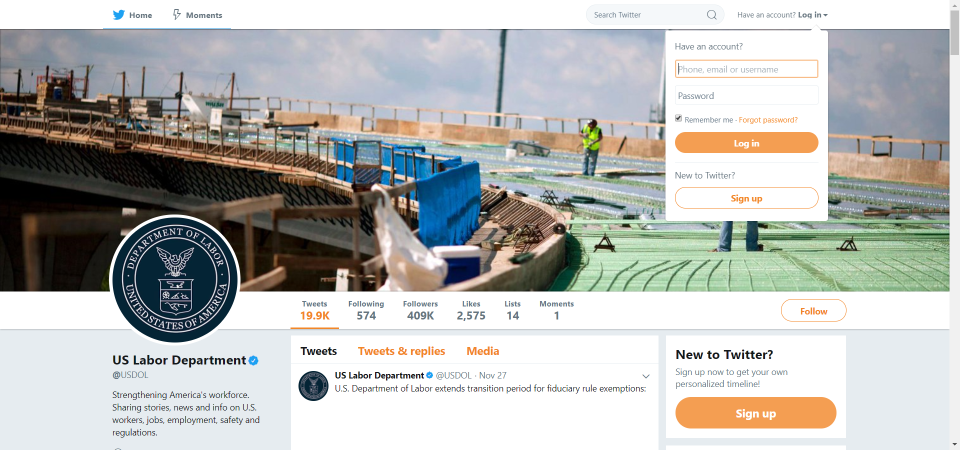 Home
Moments
Search Twitter
Have an account? Log in
Have an account?
Phone, email or username
Password
Remember me · Forgot password?
Log in
New to Twitter?
Sign up
DEPARTMENT OF LABOR
UNITED STATES OF AMERICA
Tweets Following Followers Likes Lists Moments
19.9K 574 409K 2,575 14 1
Follow
US Labor Department
@USDOL
Strengthening America's workforce.
Sharing stories, news and info on U.S.
workers, jobs, employment, safety and
regulations.
Tweets Tweets & replies Media
US Labor Department @USDOL · Nov 27
U.S. Department of Labor extends transition period for fiduciary rule exemptions:
New to Twitter?
Sign up now to get your own
personalized timeline!
Sign up